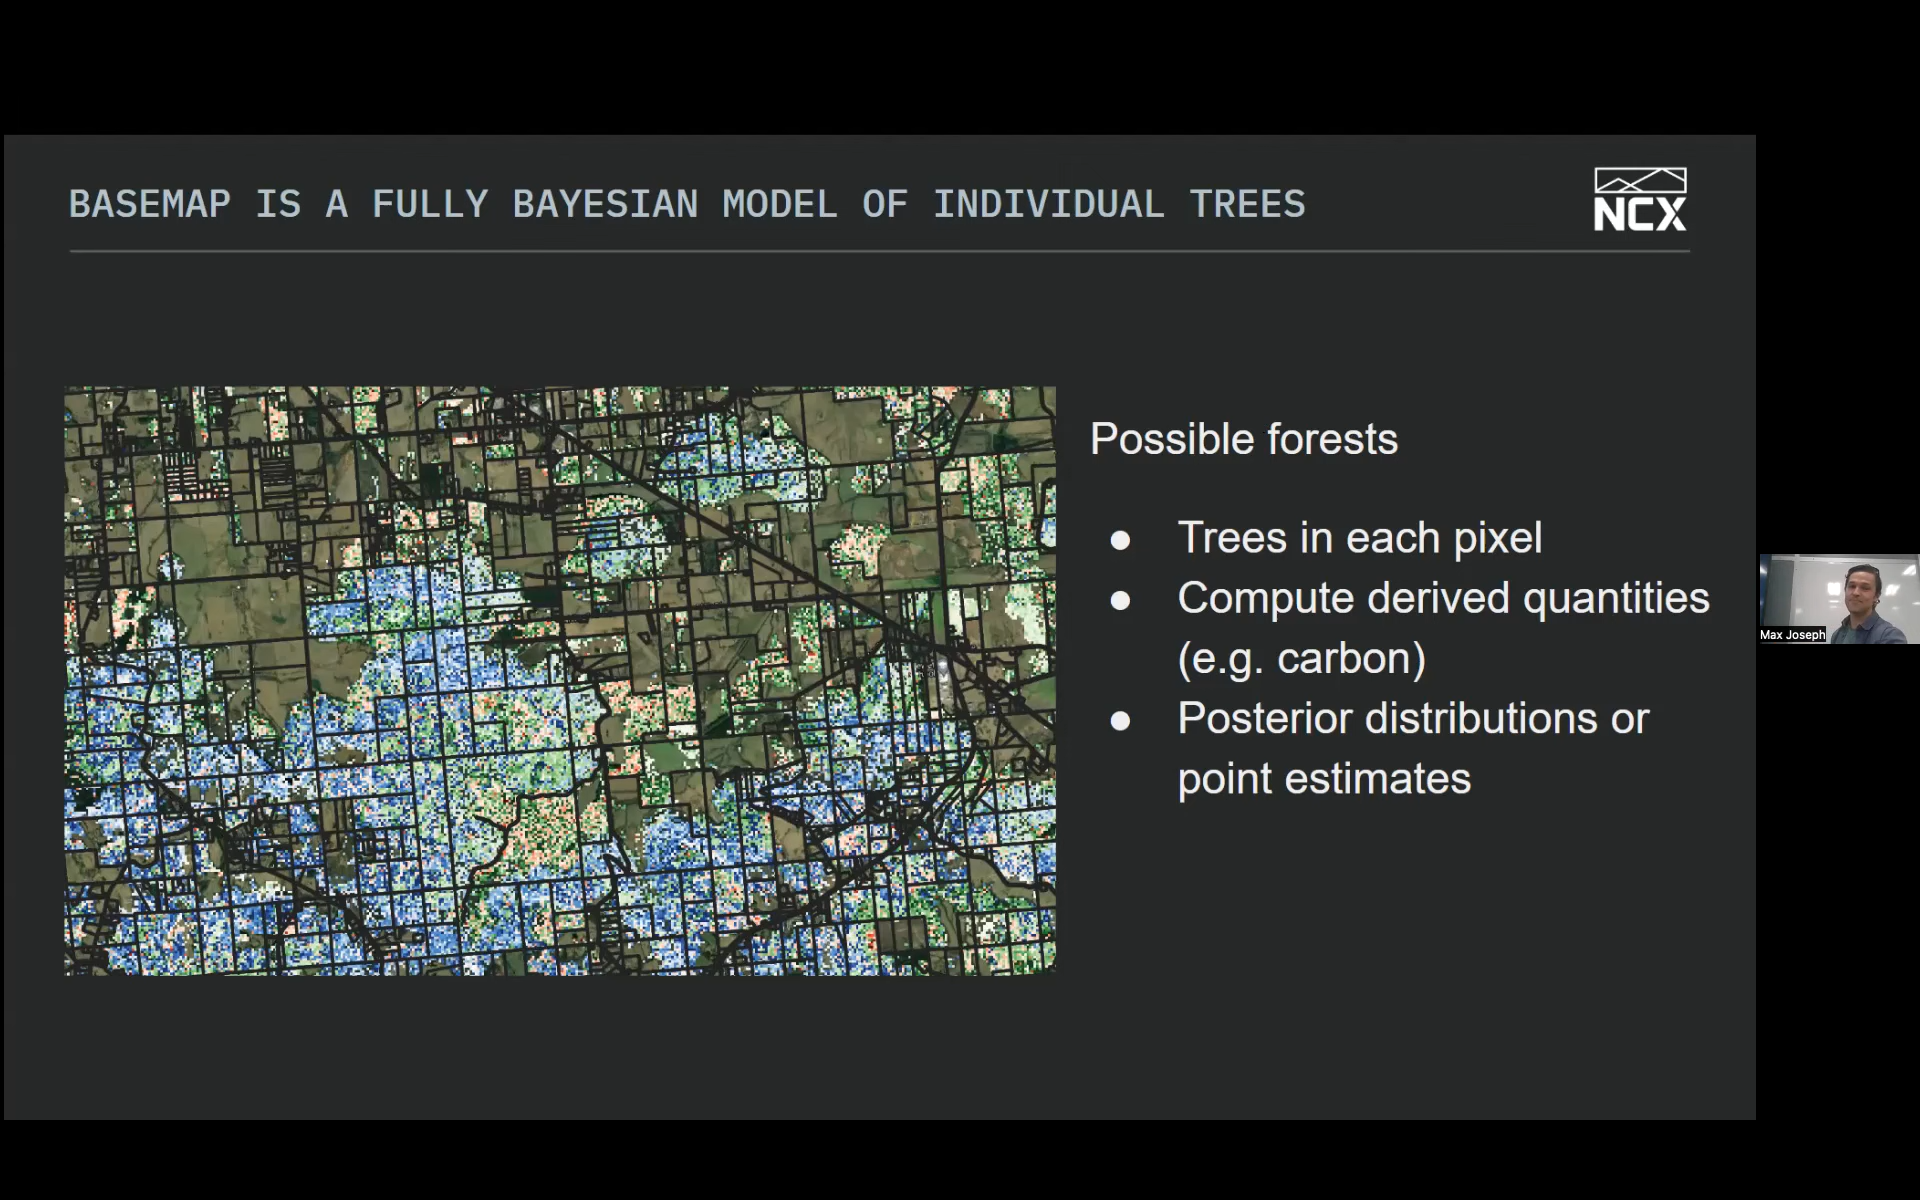 BASEMAP IS A FULLY BAYESIAN MODEL OF INDIVIDUAL TREES
NCX
Possible forests
● Trees in each pixel
● Compute derived quantities
(e.g. carbon)
● Posterior distributions or
point estimates
Max Joseph